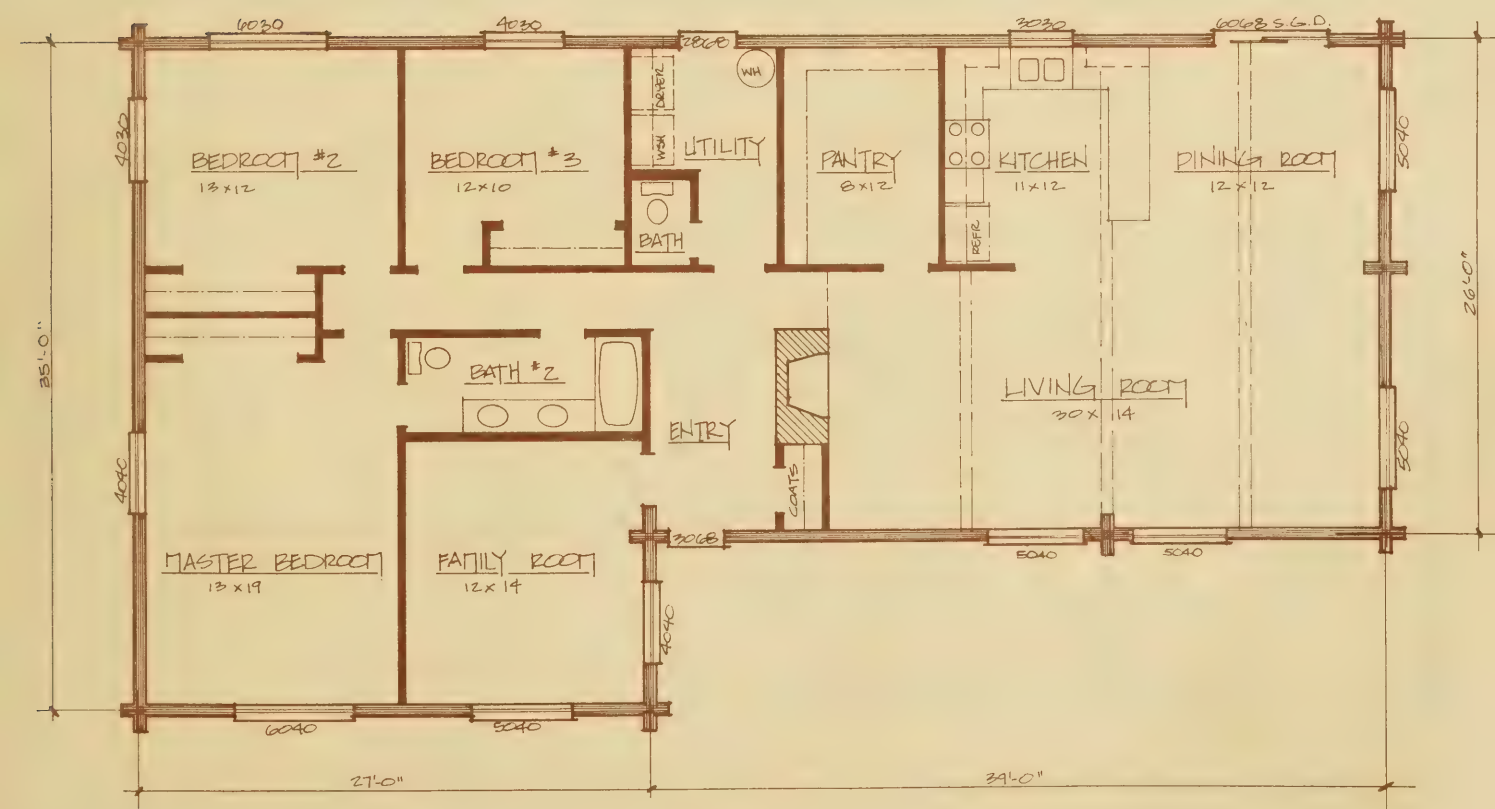 6030
4030
2868
3030
6068 S.G.D.
4030
BEDROOM #2
13 x 12
BEDROOM #3
12 x 10
DRYER
WSH
WH
UTILITY
BATH
PANTRY
8 x 12
KITCHEN
11 x 12
REFR
DINING ROOM
12 x 12
5040
35'-0"
26'-0"
BATH #2
ENTRY
LIVING ROOM
30 x 14
5040
4040
COATS
MASTER BEDROOM
13 x 19
FAMILY ROOM
12 x 14
3068
5040
5040
4040
6040
5040
27'-0"
39'-0"